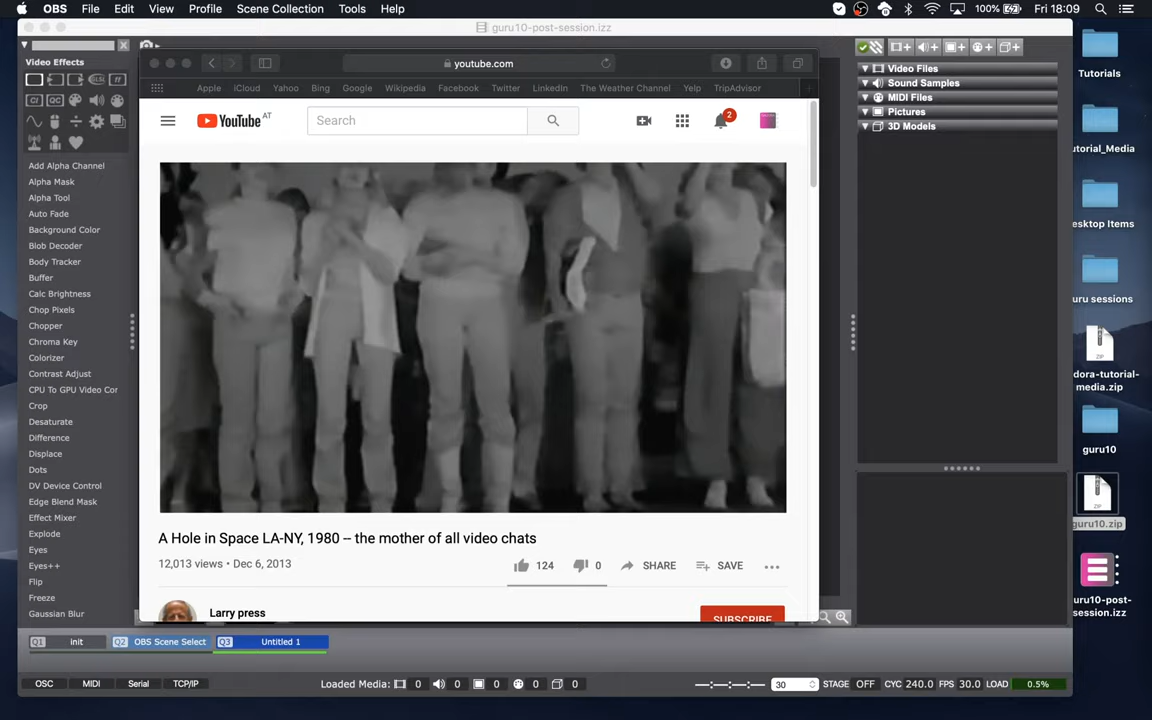 OBS File Edit View Profile Scene Collection Tools Help 100% Fri 18:09
guru10-post-session.izz
Video Effects
youtube.com
Apple iCloud Yahoo Bing Google Wikipedia Facebook Twitter LinkedIn The Weather Channel Yelp TripAdvisor
YouTube AT
Search
2
GLSL ff
CI QC
Add Alpha Channel
Alpha Mask
Alpha Tool
Auto Fade
Background Color
Blob Decoder
Body Tracker
Buffer
Calc Brightness
Chop Pixels
Chopper
Chroma Key
Colorizer
Contrast Adjust
CPU To GPU Video Cor
Crop
Desaturate
Difference
Displace
Dots
DV Device Control
Edge Blend Mask
Effect Mixer
Explode
Eyes
Eyes++
Flip
Freeze
Gaussian Blur
A Hole in Space LA-NY, 1980 -- the mother of all video chats
12,013 views • Dec 6, 2013
124 0 SHARE SAVE
Larry press
SUBSCRIBE
Video Files
Sound Samples
MIDI Files
Pictures
3D Models
Tutorials
utorial_Media
esktop Items
uru sessions
ZIP
dora-tutorial-
media.zip
guru10
ZIP
guru10.zip
uru10-post-
session.izz
Q1 init Q2 OBS Scene Select Q3 Untitled 1
OSC MIDI Serial TCP/IP Loaded Media: 0 0 0 0 0 30 STAGE OFF CYC 240.0 FPS 30.0 LOAD 0.5%